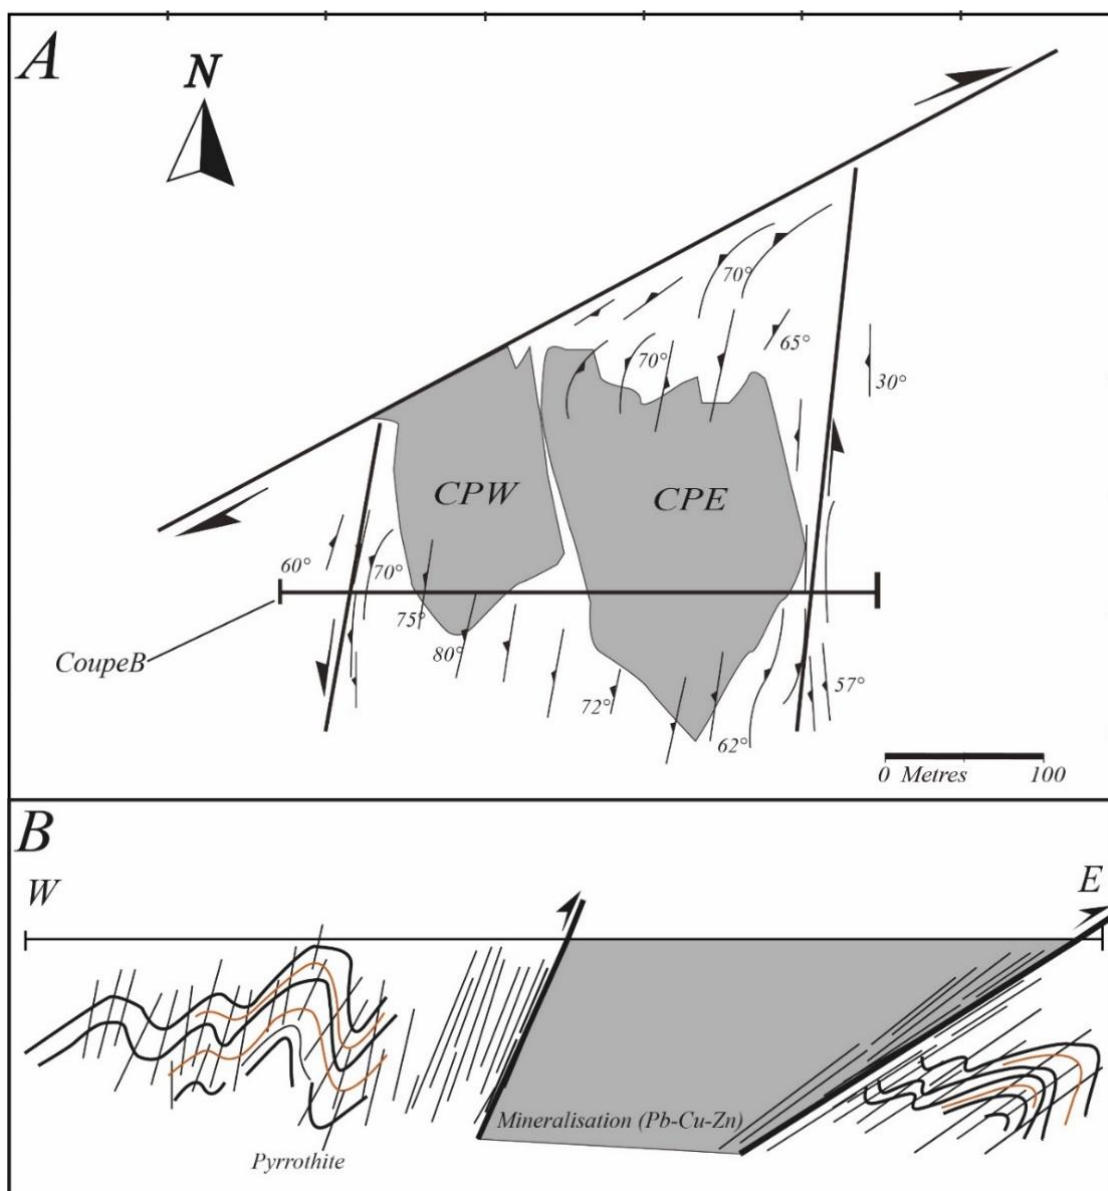 A
N
70°
70°
65°
30°
CPW
CPE
60°
70°
75°
80°
CoupeB
72°
57°
62°
0 Metres 100
B
W
E
Mineralisation (Pb-Cu-Zn)
Pyrrothite